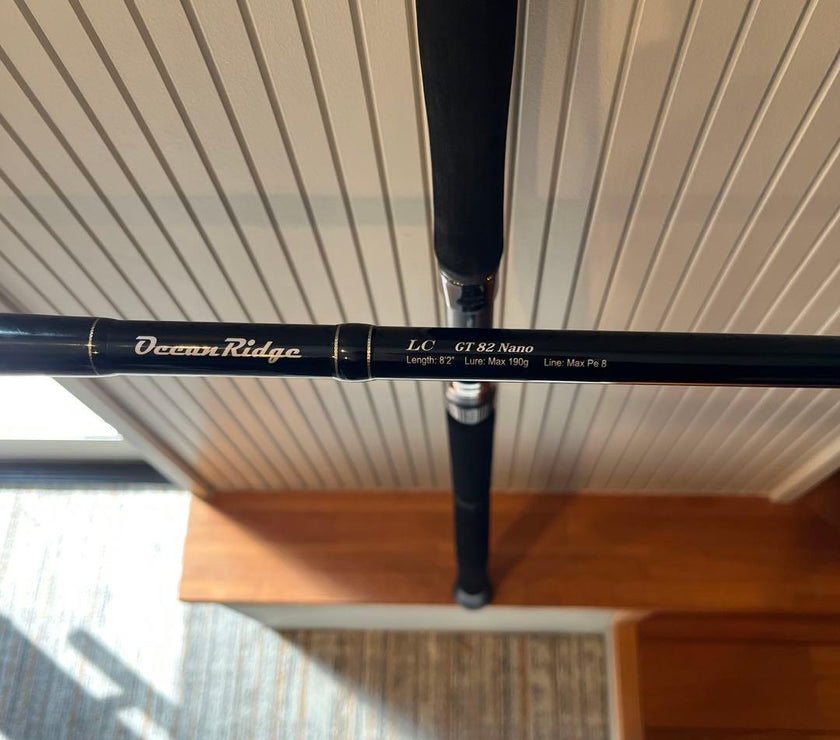 Ocean Ridge
LC GT 82 Nano
Length: 8'2" Lure: Max 190g Line: Max Pe 8